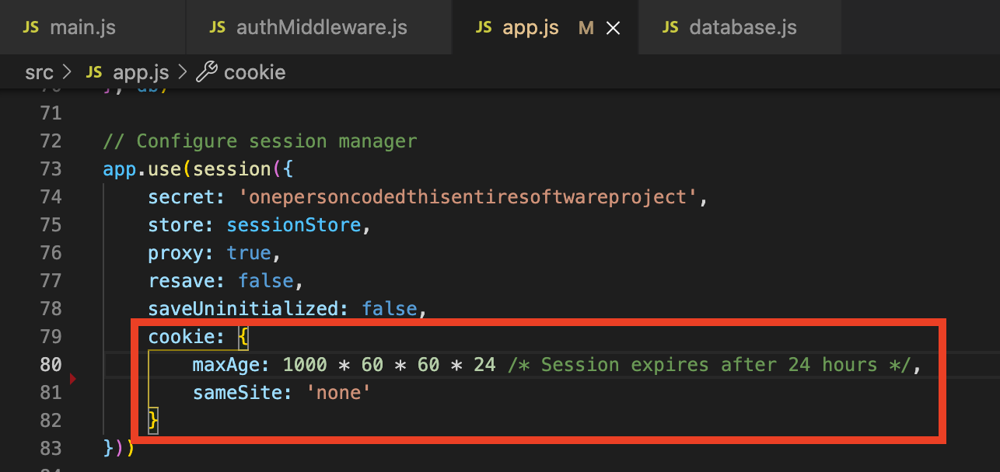 JS main.js JS authMiddleware.js JS app.js M × JS database.js
src > JS app.js > cookie
71
72 // Configure session manager
73 app.use(session({
74 secret: 'onepersoncodedthisentiresoftwareproject',
75 store: sessionStore,
76 proxy: true,
77 resave: false,
78 saveUninitialized: false,
79 cookie: {
80 maxAge: 1000 * 60 * 60 * 24 /* Session expires after 24 hours */,
81 sameSite: 'none'
82 }
83 }))